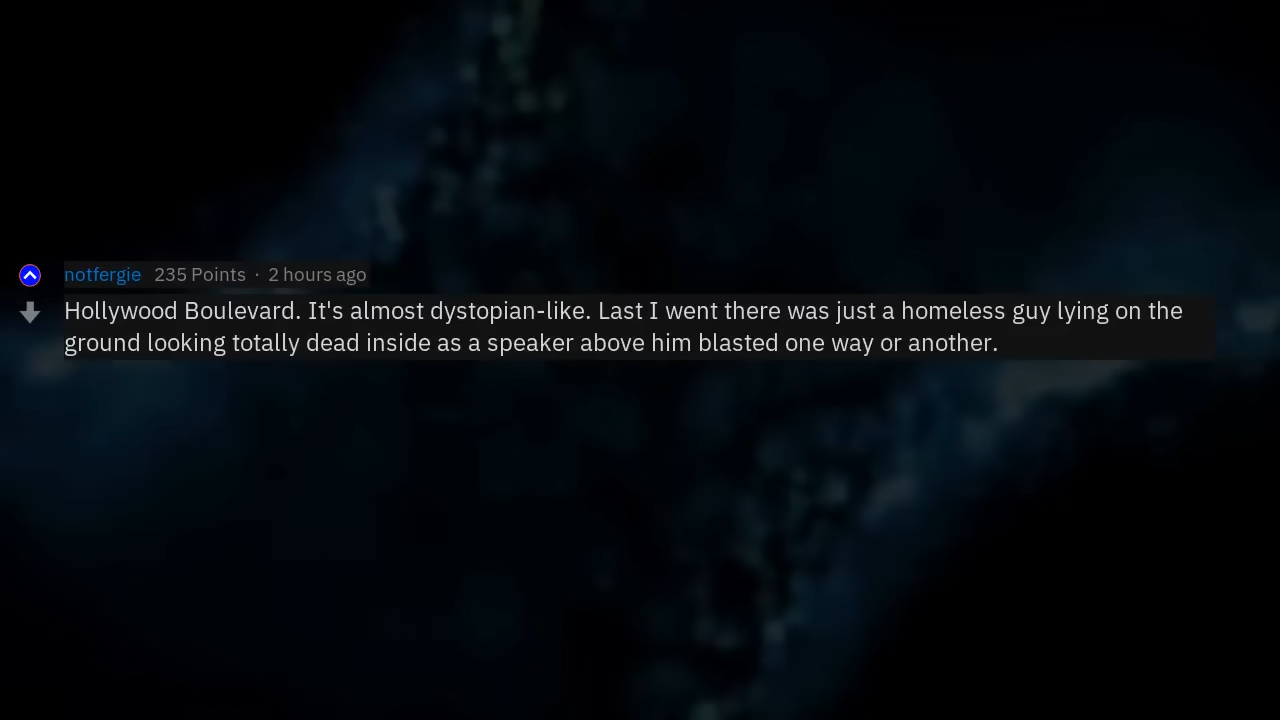 notfergie 235 Points · 2 hours ago
Hollywood Boulevard. It's almost dystopian-like. Last I went there was just a homeless guy lying on the
ground looking totally dead inside as a speaker above him blasted one way or another.